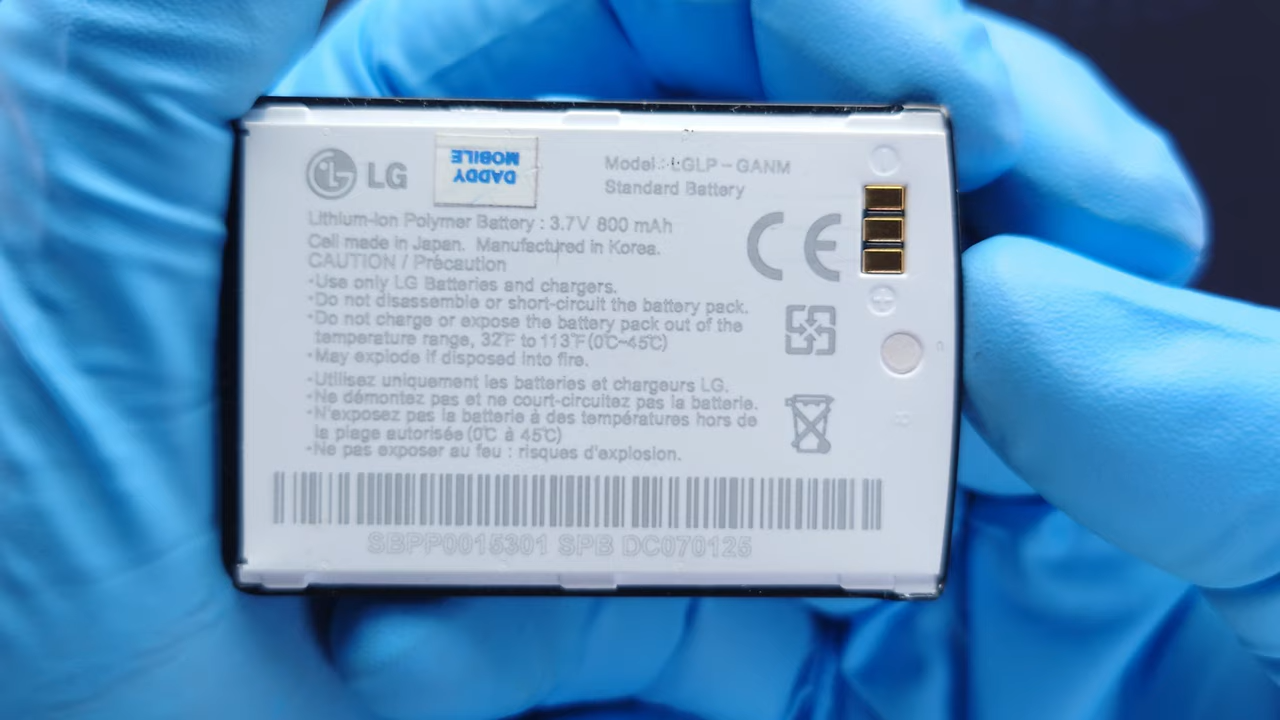 LG
DADDY
MOBILE
Model : LGLP - GANM
Standard Battery
Lithium-Ion Polymer Battery : 3.7V 800 mAh
Cell made in Japan. Manufactured in Korea.
CAUTION / Précaution
•Use only LG Batteries and chargers.
•Do not disassemble or short-circuit the battery pack.
•Do not charge or expose the battery pack out of the
temperature range, 32°F to 113°F(0℃~45℃)
•May explode if disposed into fire.
•Utilisez uniquement les batteries et chargeurs LG.
•Ne démontez pas et ne court-circuitez pas la batterie.
•N'exposez pas la batterie à des températures hors de
la plage autorisée (0℃ à 45℃)
•Ne pas exposer au feu : risques d'explosion.
CE
SBPP0015301 SPB DC070125